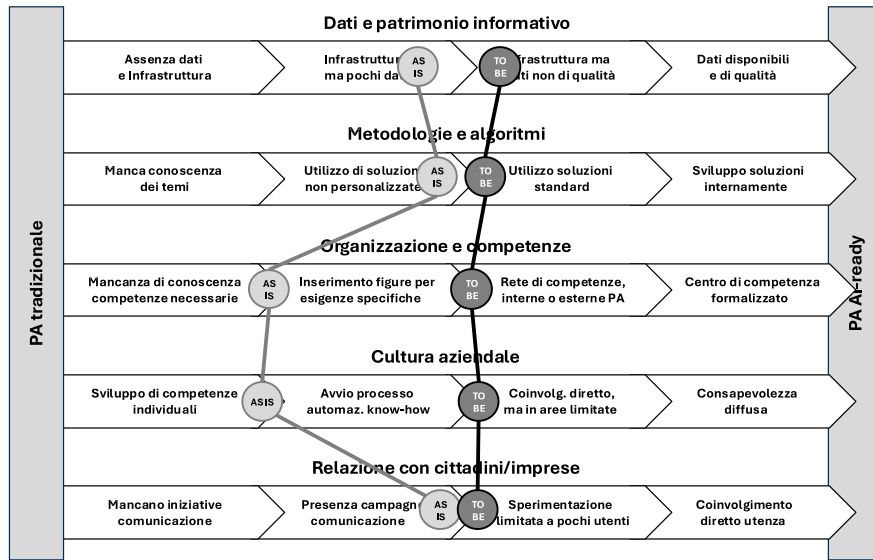 Dati e patrimonio informativo
Assenza dati
e Infrastruttura
Infrastruttu
ma pochi da
AS
IS
TO
BE
frastruttura ma
ti non di qualità
Dati disponibili
e di qualità
Metodologie e algoritmi
Manca conoscenza
dei temi
Utilizzo di soluzion
non personalizzate
AS
IS
TO
BE
Utilizzo soluzioni
standard
Sviluppo soluzioni
internamente
PA tradizionale
PA AI-ready
Organizzazione e competenze
Mancanza di conoscenza
competenze necessarie
AS
IS
Inserimento figure per
esigenze specifiche
TO
BE
Rete di competenze,
interne o esterne PA
Centro di competenza
formalizzato
Cultura aziendale
Sviluppo di competenze
individuali
AS IS
Avvio processo
automaz. know-how
TO
BE
Coinvolg. diretto,
ma in aree limitate
Consapevolezza
diffusa
Relazione con cittadini/imprese
Mancano iniziative
comunicazione
Presenza campagn
comunicazione
AS
IS
TO
BE
Sperimentazione
limitata a pochi utenti
Coinvolgimento
diretto utenza